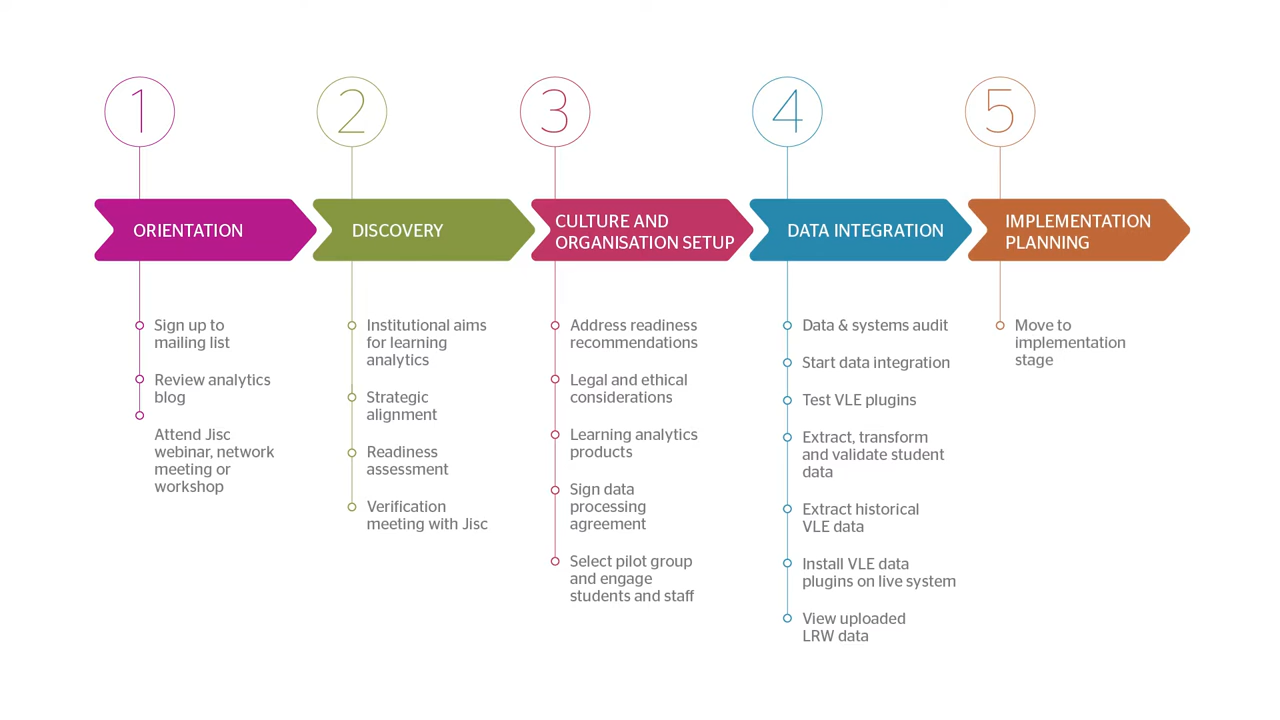 1
ORIENTATION
Sign up to
mailing list
Review analytics
blog
Attend Jisc
webinar, network
meeting or
workshop
2
DISCOVERY
Institutional aims
for learning
analytics
Strategic
alignment
Readiness
assessment
Verification
meeting with Jisc
3
CULTURE AND
ORGANISATION SETUP
Address readiness
recommendations
Legal and ethical
considerations
Learning analytics
products
Sign data
processing
agreement
Select pilot group
and engage
students and staff
4
DATA INTEGRATION
Data & systems audit
Start data integration
Test VLE plugins
Extract, transform
and validate student
data
Extract historical
VLE data
Install VLE data
plugins on live system
View uploaded
LRW data
5
IMPLEMENTATION
PLANNING
Move to
implementation
stage